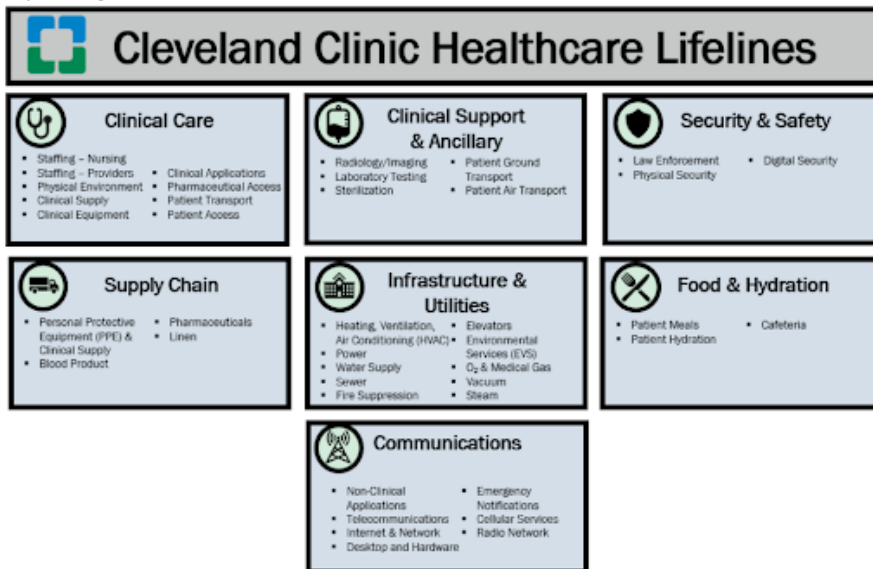 Cleveland Clinic Healthcare Lifelines
Clinical Care
Staffing – Nursing
Staffing – Providers
Physical Environment
Clinical Supply
Clinical Equipment
Clinical Applications
Pharmaceutical Access
Patient Transport
Patient Access
Clinical Support
& Ancillary
Radiology/Imaging
Laboratory Testing
Sterilization
Patient Ground
Transport
Patient Air Transport
Security & Safety
Law Enforcement
Physical Security
Digital Security
Supply Chain
Personal Protective
Equipment (PPE) &
Clinical Supply
Blood Product
Pharmaceuticals
Linen
Infrastructure &
Utilities
Heating, Ventilation,
Air Conditioning (HVAC)
Power
Water Supply
Sewer
Fire Suppression
Elevators
Environmental
Services (EVS)
O₂ & Medical Gas
Vacuum
Steam
Food & Hydration
Patient Meals
Patient Hydration
Cafeteria
Communications
Non-Clinical
Applications
Telecommunications
Internet & Network
Desktop and Hardware
Emergency
Notifications
Cellular Services
Radio Network